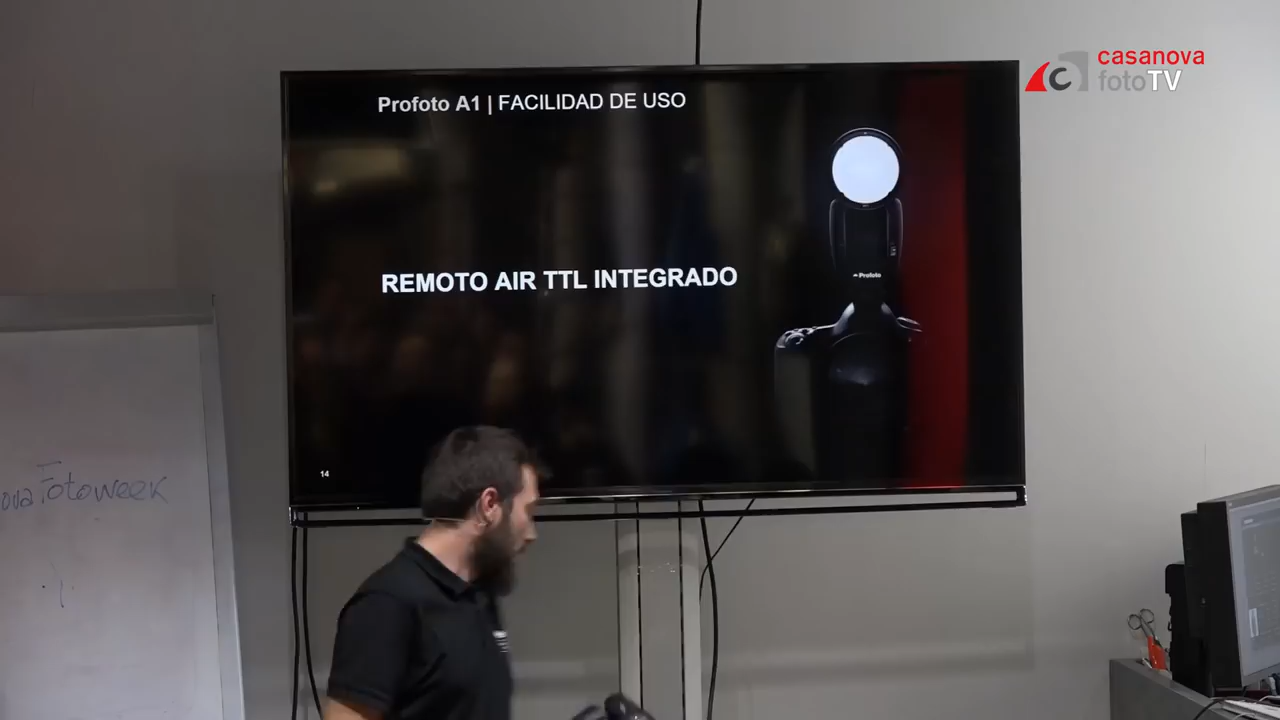 casanova
fotoTV
Profoto A1 | FACILIDAD DE USO
Profoto
REMOTO AIR TTL INTEGRADO
14
ova Fotoweek